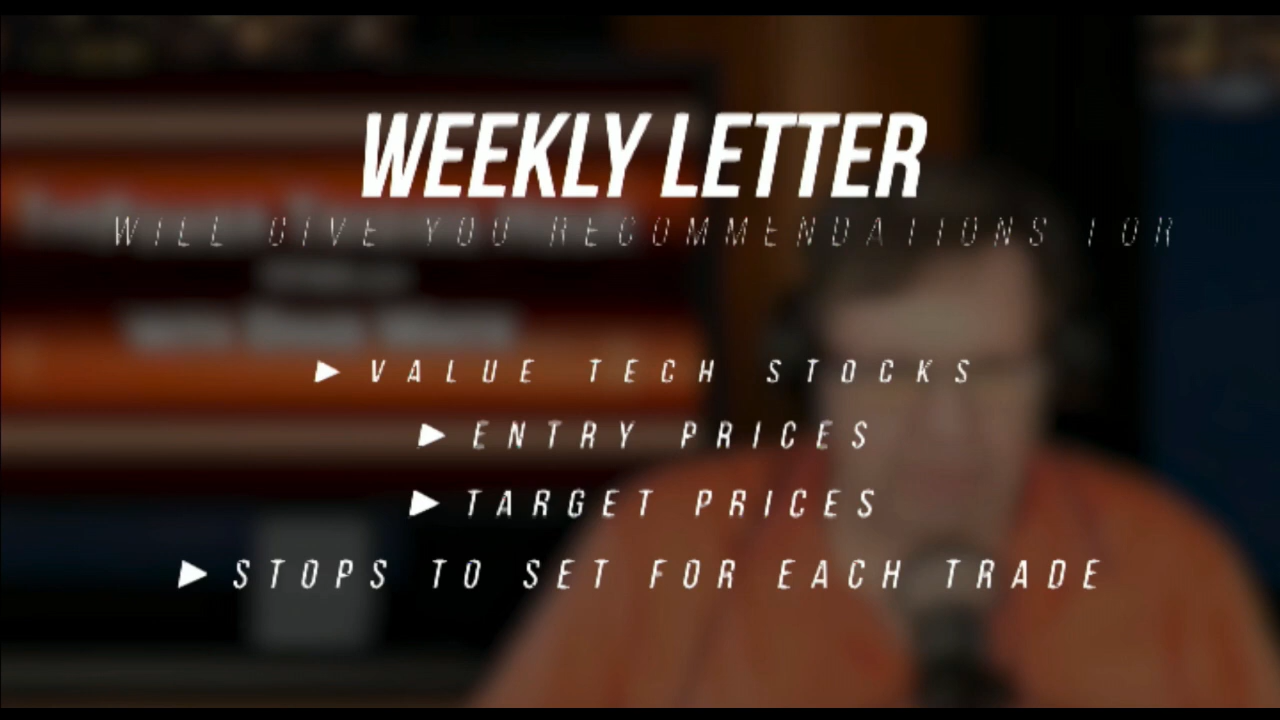 WEEKLY LETTER
WILL GIVE YOU RECOMMENDATIONS FOR
▶ VALUE TECH STOCKS
▶ ENTRY PRICES
▶ TARGET PRICES
▶ STOPS TO SET FOR EACH TRADE